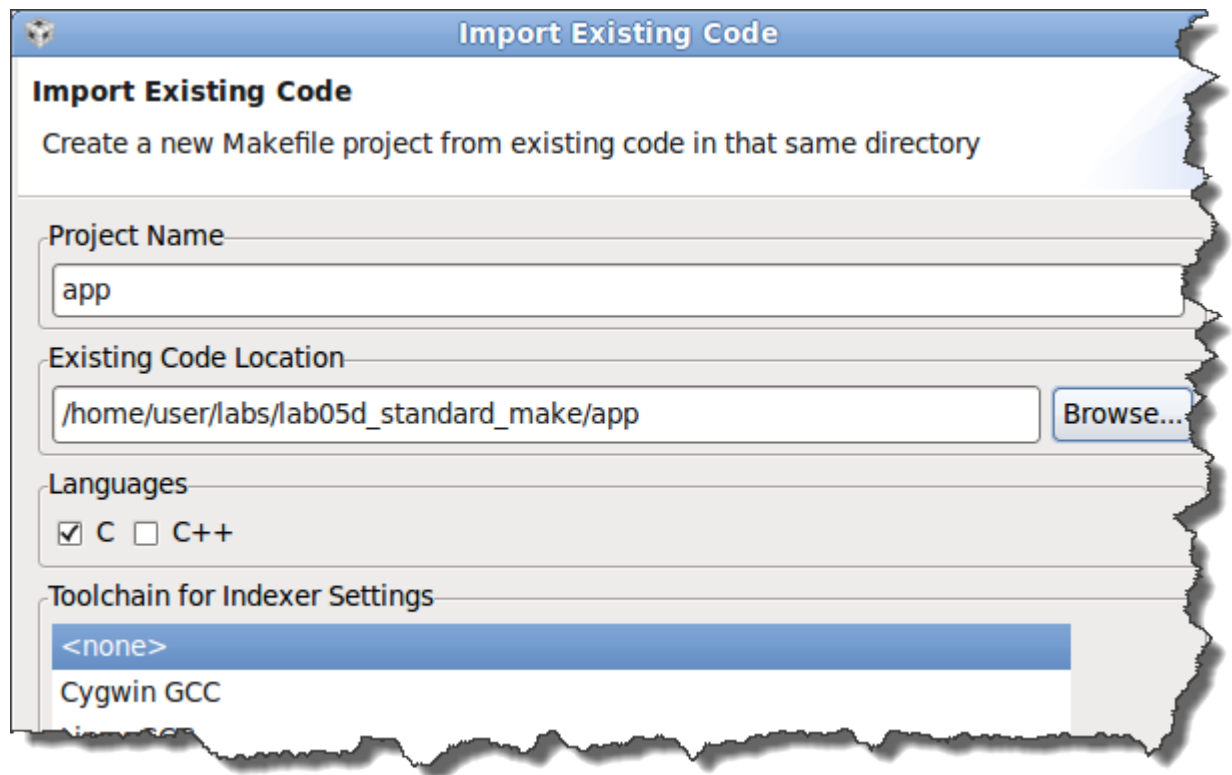 Import Existing Code
Import Existing Code
Create a new Makefile project from existing code in that same directory
Project Name
app
Existing Code Location
/home/user/labs/lab05d_standard_make/app
Browse...
Languages
C C++
Toolchain for Indexer Settings
<none>
Cygwin GCC